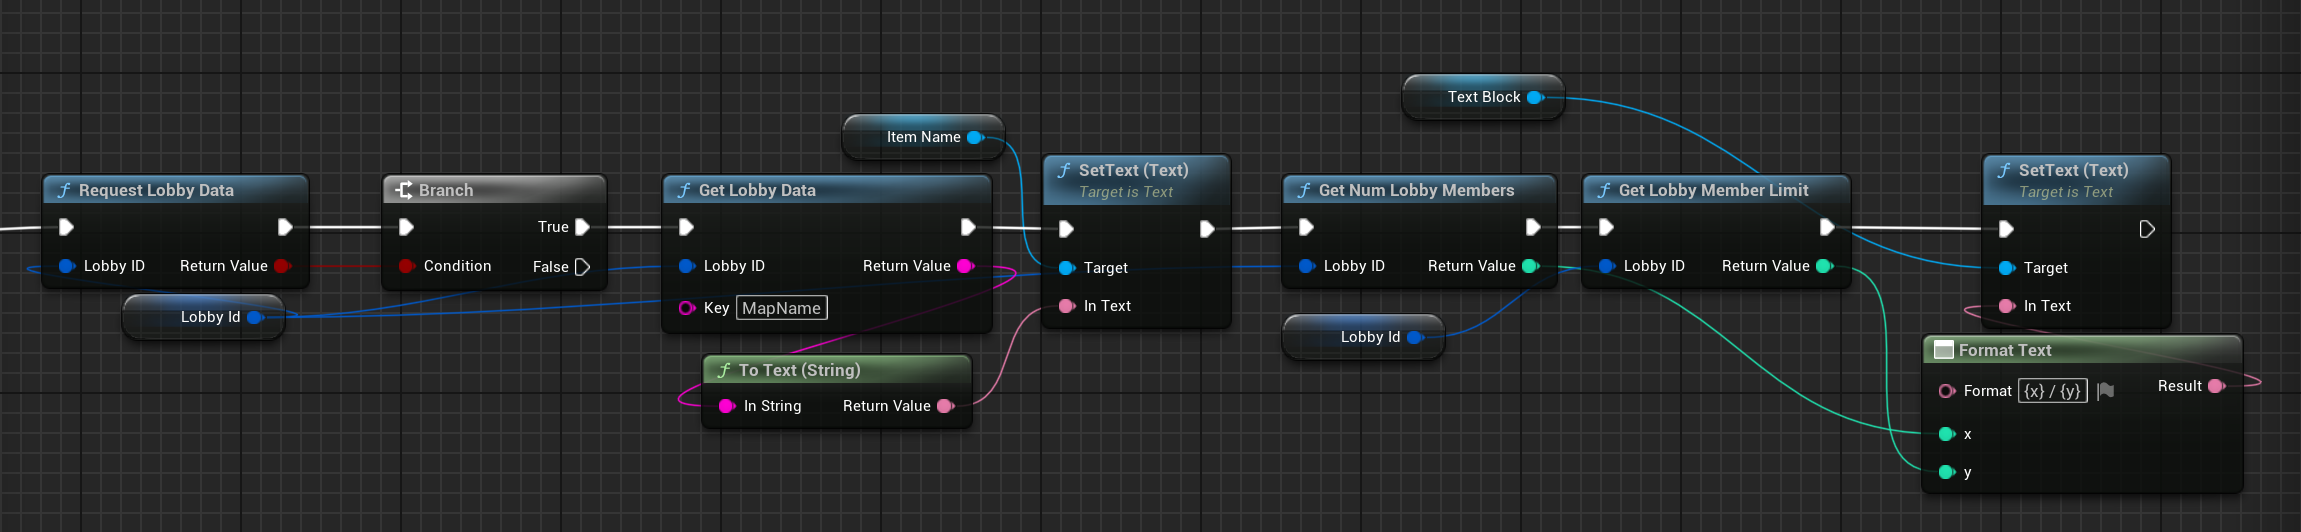 Request Lobby Data
Lobby ID
Return Value
Lobby Id
Branch
True
Condition
False
Item Name
Get Lobby Data
Lobby ID
Return Value
Key MapName
To Text (String)
In String
Return Value
SetText (Text)
Target is Text
Target
In Text
Get Num Lobby Members
Lobby ID
Return Value
Lobby Id
Text Block
Get Lobby Member Limit
Lobby ID
Return Value
SetText (Text)
Target is Text
Target
In Text
Format Text
Format {x} / {y}
Result
x
y